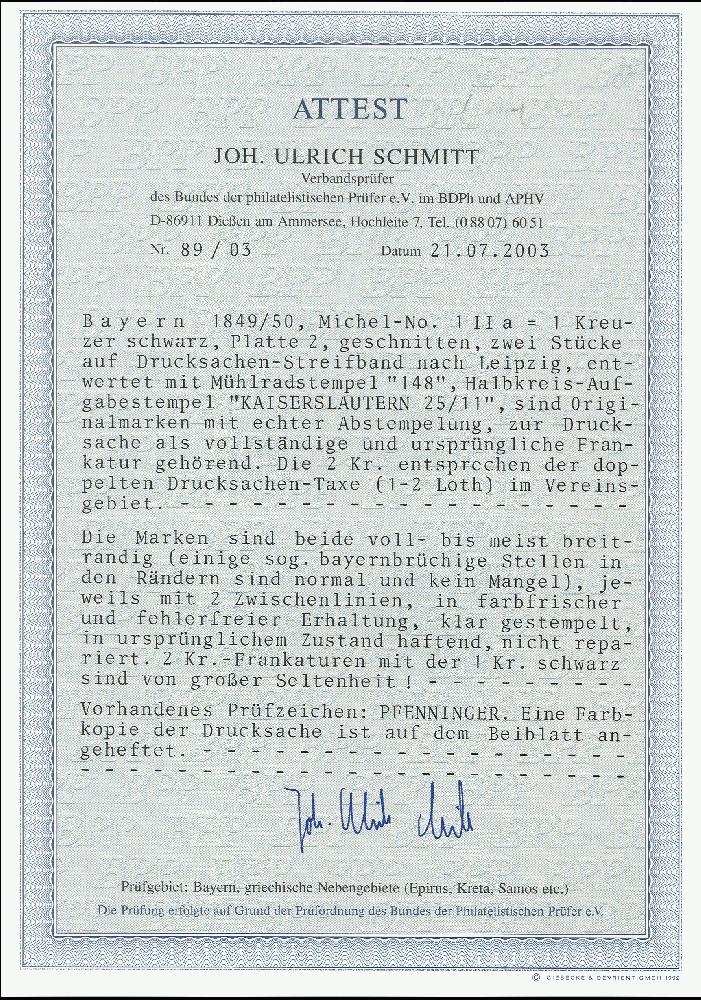 ATTEST
JOH. ULRICH SCHMITT
Verbandsprüfer
des Bundes der philatelistischen Prüfer e.V. im BDPh und APHV
D-86911 Dießen am Ammersee, Hochleite 7, Tel. (0 88 07) 60 51
Nr. 89 / 03 Datum 21.07.2003
Bayern 1849/50, Michel-No. 1 II a = 1 Kreu-
zer schwarz, Platte 2, geschnitten, zwei Stücke
auf Drucksachen-Streifband nach Leipzig, ent-
wertet mit Mühlradstempel "148", Halbkreis-Auf-
gabestempel "KAISERSLAUTERN 25/11", sind Origi-
nalmarken mit echter Abstempelung, zur Druck-
sache als vollständige und ursprüngliche Fran-
katur gehörend. Die 2 Kr. entsprechen der dop-
pelten Drucksachen-Taxe (1-2 Loth) im Vereins-
gebiet. - - - - - - - - - - - - - - - - - - -
Die Marken sind beide voll- bis meist breit-
randig (einige sog. bayernbrüchige Stellen in
den Rändern sind normal und kein Mangel), je-
weils mit 2 Zwischenlinien, in farbfrischer
und fehlerfreier Erhaltung, klar gestempelt,
in ursprünglichem Zustand haftend, nicht repa-
riert. 2 Kr.-Frankaturen mit der 1 Kr. schwarz
sind von großer Seltenheit! - - - - - - - - -
Vorhandenes Prüfzeichen: PFENNINGER. Eine Farb-
kopie der Drucksache ist auf dem Beiblatt an-
geheftet. - - - - - - - - - - - - - - - - - -
- - - - - - - - - - - - - - - - - - - - - - -
Joh. Ulrich Schmitt
Prüfgebiet: Bayern, griechische Nebengebiete (Epirus, Kreta, Samos etc.)
Die Prüfung erfolgte auf Grund der Prüfordnung des Bundes der Philatelistischen Prüfer e.V.
© GIESECKE & DEVRIENT GMBH 1992